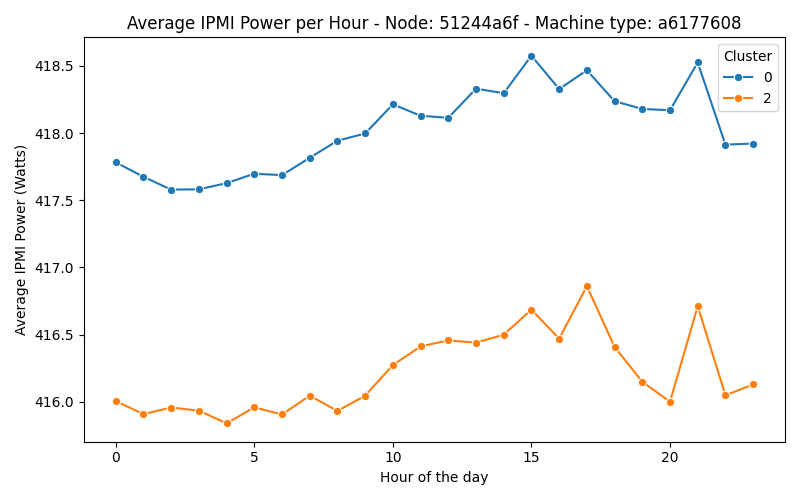 Average IPMI Power per Hour - Node: 51244a6f - Machine type: a6177608
Cluster
0
2
Average IPMI Power (Watts)
418.5
418.0
417.5
417.0
416.5
416.0
0 5 10 15 20
Hour of the day